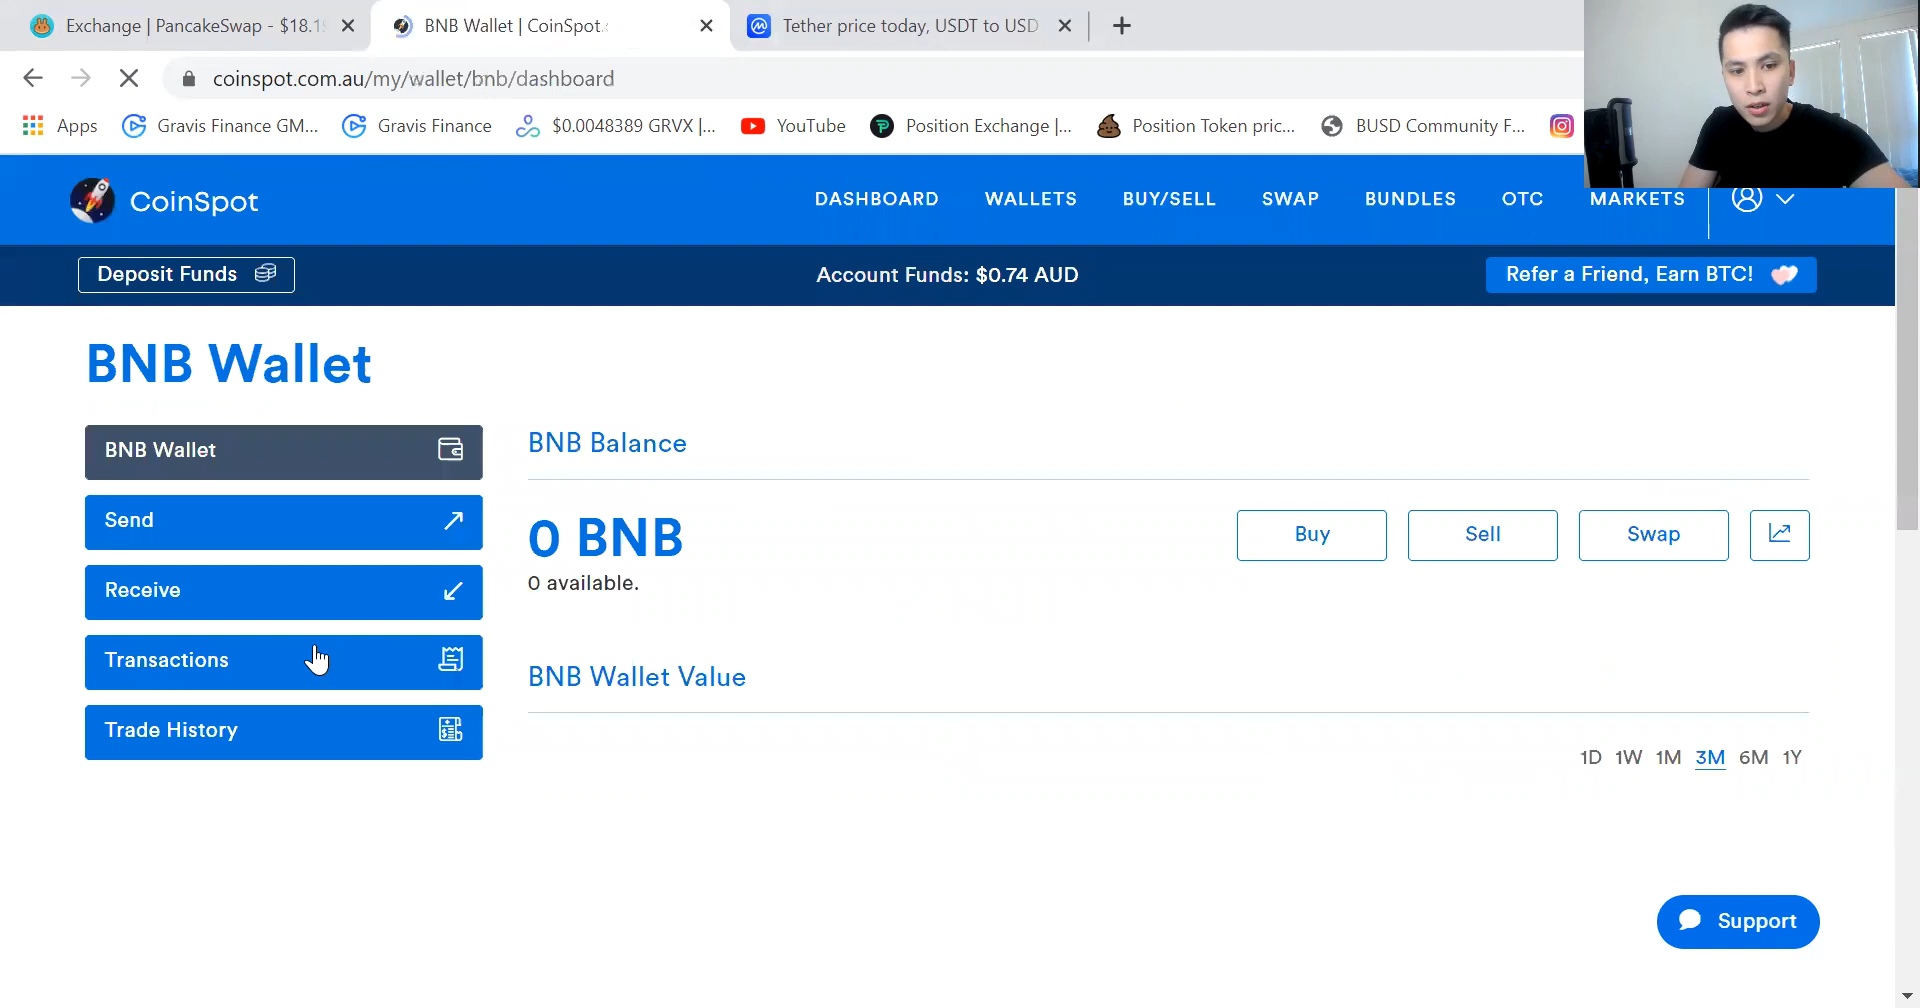 Exchange | PancakeSwap - $18.1
BNB Wallet | CoinSpot.
Tether price today, USDT to USD
coinspot.com.au/my/wallet/bnb/dashboard
Apps
Gravis Finance GM...
Gravis Finance
$0.0048389 GRVX |...
YouTube
Position Exchange |...
Position Token pric...
BUSD Community F...
CoinSpot
DASHBOARD
WALLETS
BUY/SELL
SWAP
BUNDLES
OTC
MARKETS
Deposit Funds
Account Funds: $0.74 AUD
Refer a Friend, Earn BTC!
BNB Wallet
BNB Wallet
Send
Receive
Transactions
Trade History
BNB Balance
0 BNB
0 available.
Buy
Sell
Swap
BNB Wallet Value
1D 1W 1M 3M 6M 1Y
Support